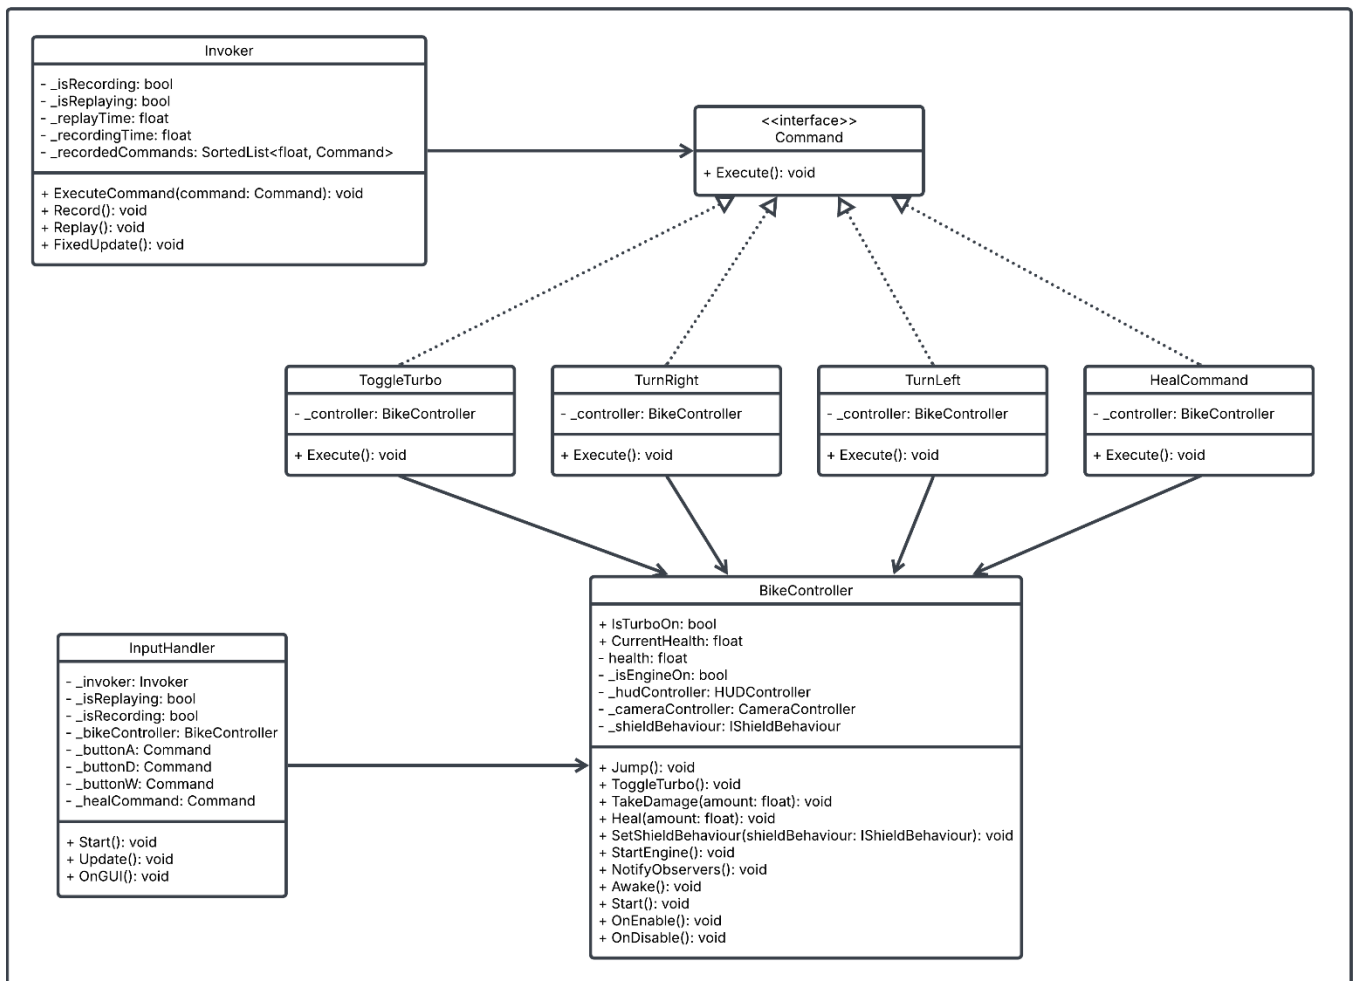 Invoker
- _isRecording: bool
- _isReplaying: bool
- _replayTime: float
- _recordingTime: float
- _recordedCommands: SortedList<float, Command>
+ ExecuteCommand(command: Command): void
+ Record(): void
+ Replay(): void
+ FixedUpdate(): void
<<interface>>
Command
+ Execute(): void
ToggleTurbo
- _controller: BikeController
+ Execute(): void
TurnRight
- _controller: BikeController
+ Execute(): void
TurnLeft
- _controller: BikeController
+ Execute(): void
HealCommand
- _controller: BikeController
+ Execute(): void
InputHandler
- _invoker: Invoker
- _isReplaying: bool
- _isRecording: bool
- _bikeController: BikeController
- _buttonA: Command
- _buttonD: Command
- _buttonW: Command
- _healCommand: Command
+ Start(): void
+ Update(): void
+ OnGUI(): void
BikeController
+ IsTurboOn: bool
+ CurrentHealth: float
- health: float
- _isEngineOn: bool
- _hudController: HUDController
- _cameraController: CameraController
- _shieldBehaviour: IShieldBehaviour
+ Jump(): void
+ ToggleTurbo(): void
+ TakeDamage(amount: float): void
+ Heal(amount: float): void
+ SetShieldBehaviour(shieldBehaviour: IShieldBehaviour): void
+ StartEngine(): void
+ NotifyObservers(): void
+ Awake(): void
+ Start(): void
+ OnEnable(): void
+ OnDisable(): void